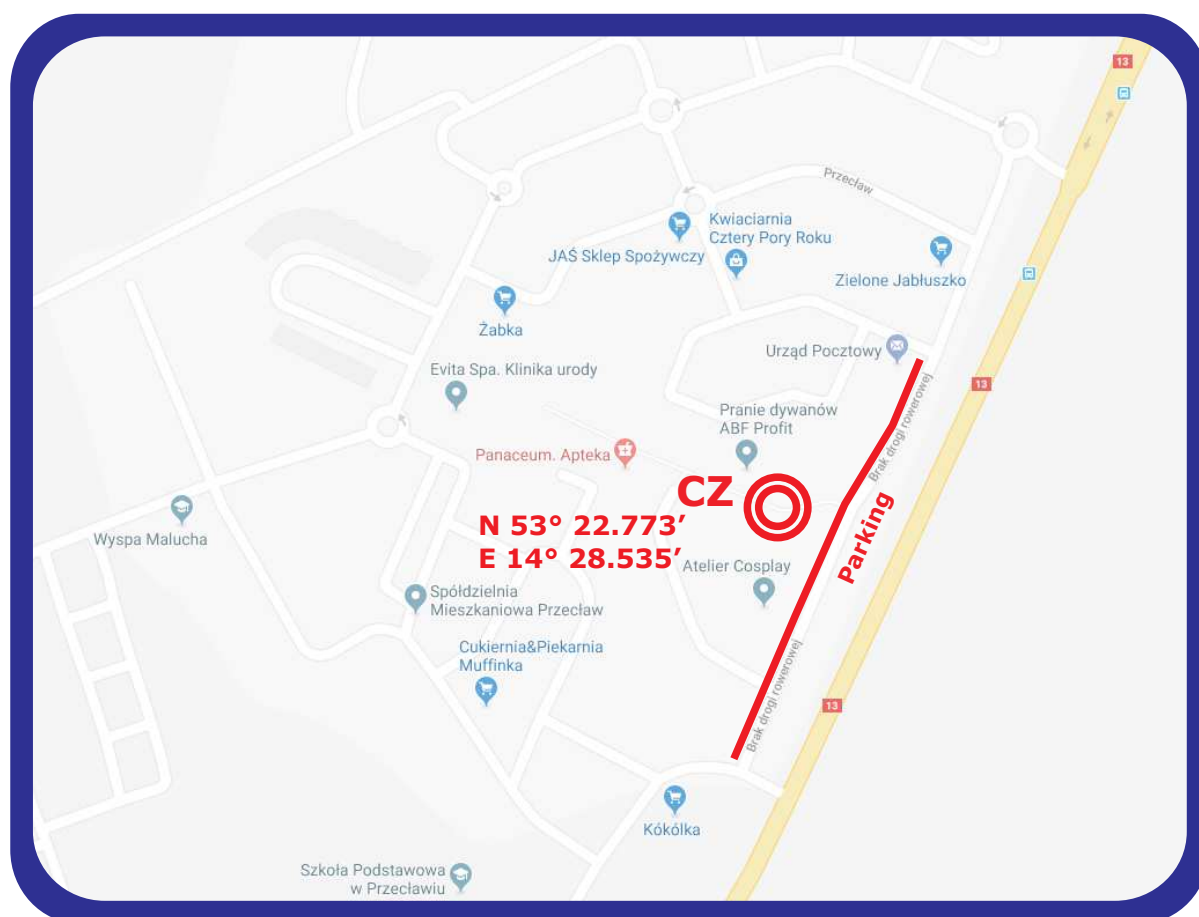 13
Przecław
Kwiaciarnia
Cztery Pory Roku
JAŚ Sklep Spożywczy
Zielone Jabłuszko
Żabka
Urząd Pocztowy
Evita Spa. Klinika urody
13
Brak drogi rowerowej
Pranie dywanów
ABF Profit
Panaceum. Apteka
CZ
N 53° 22.773’
E 14° 28.535’
Parking
Wyspa Malucha
Atelier Cosplay
Spółdzielnia
Mieszkaniowa Przecław
Cukiernia&Piekarnia
Muffinka
Brak drogi rowerowej
13
Kókólka
Szkoła Podstawowa
w Przecławiu